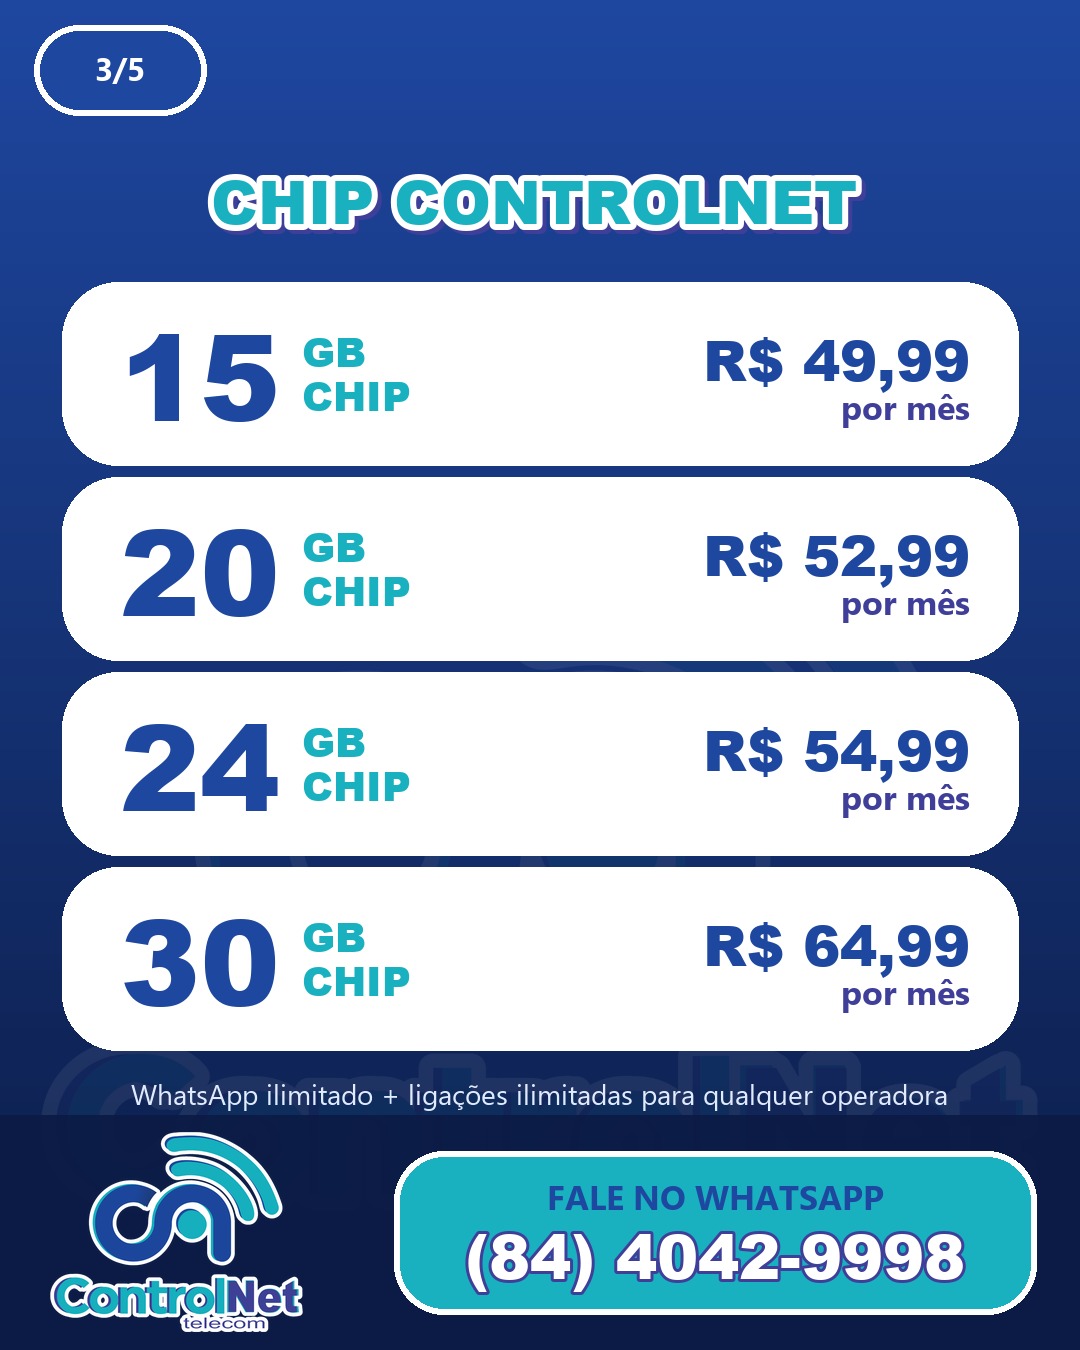 3/5
CHIP CONTROLNET
15 GB CHIP
R$ 49,99
por mês
20 GB CHIP
R$ 52,99
por mês
24 GB CHIP
R$ 54,99
por mês
30 GB CHIP
R$ 64,99
por mês
WhatsApp ilimitado + ligações ilimitadas para qualquer operadora
ControlNet
telecom
FALE NO WHATSAPP
(84) 4042-9998